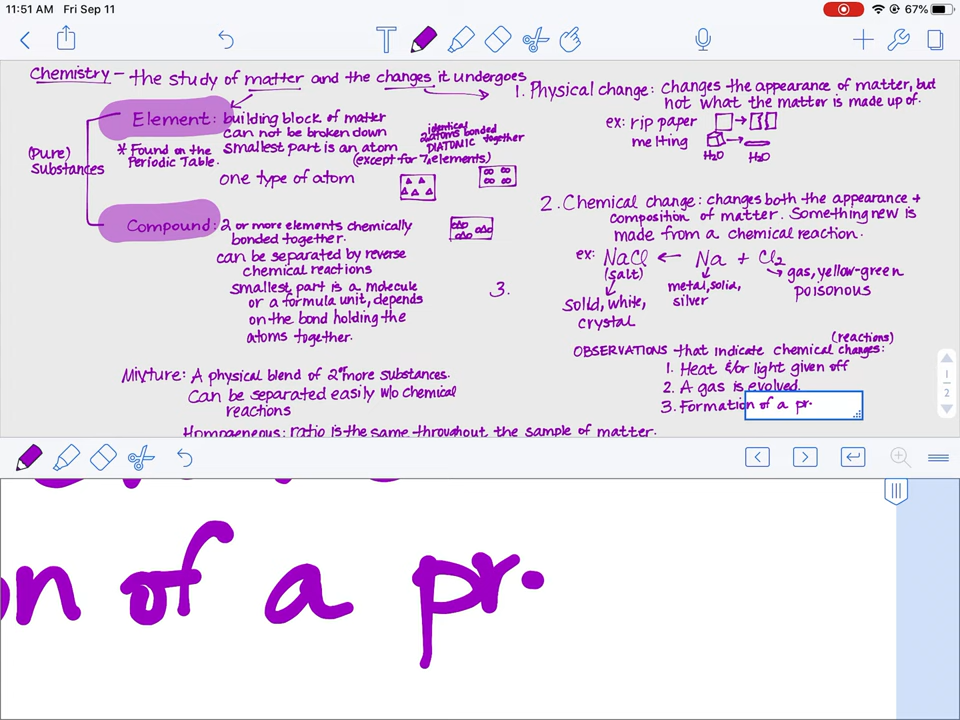 11:51 AM Fri Sep 11
67%
Chemistry – the study of matter and the changes it undergoes.
Element: building block of matter
can not be broken down
smallest part is an atom
(except for 7 elements)
identical
2 atoms bonded
DIATONIC together
* Found on the
Periodic Table.
one type of atom
(Pure)
Substances
Compound: 2 or more elements chemically
bonded together.
can be separated by reverse
chemical reactions
smallest part is a molecule
or a formula unit, depends
on the bond holding the
atoms together.
Mixture: A physical blend of 2 or more substances.
Can be separated easily w/o chemical
reactions
Homogeneous: ratio is the same throughout the sample of matter.
1. Physical change: changes the appearance of matter, but
not what the matter is made up of.
ex: rip paper
melting
H2O H2O
2. Chemical change: changes both the appearance +
composition of matter. Something new is
made from a chemical reaction.
ex: NaCl ← Na + Cl2
(salt)
solid, white,
crystal
metal, solid,
silver
gas, yellow-green
poisonous
3.
(reactions)
OBSERVATIONS that indicate chemical changes:
1. Heat &/or light given off
2. A gas is evolved.
3. Formation of a pr
1
2
on of a pr